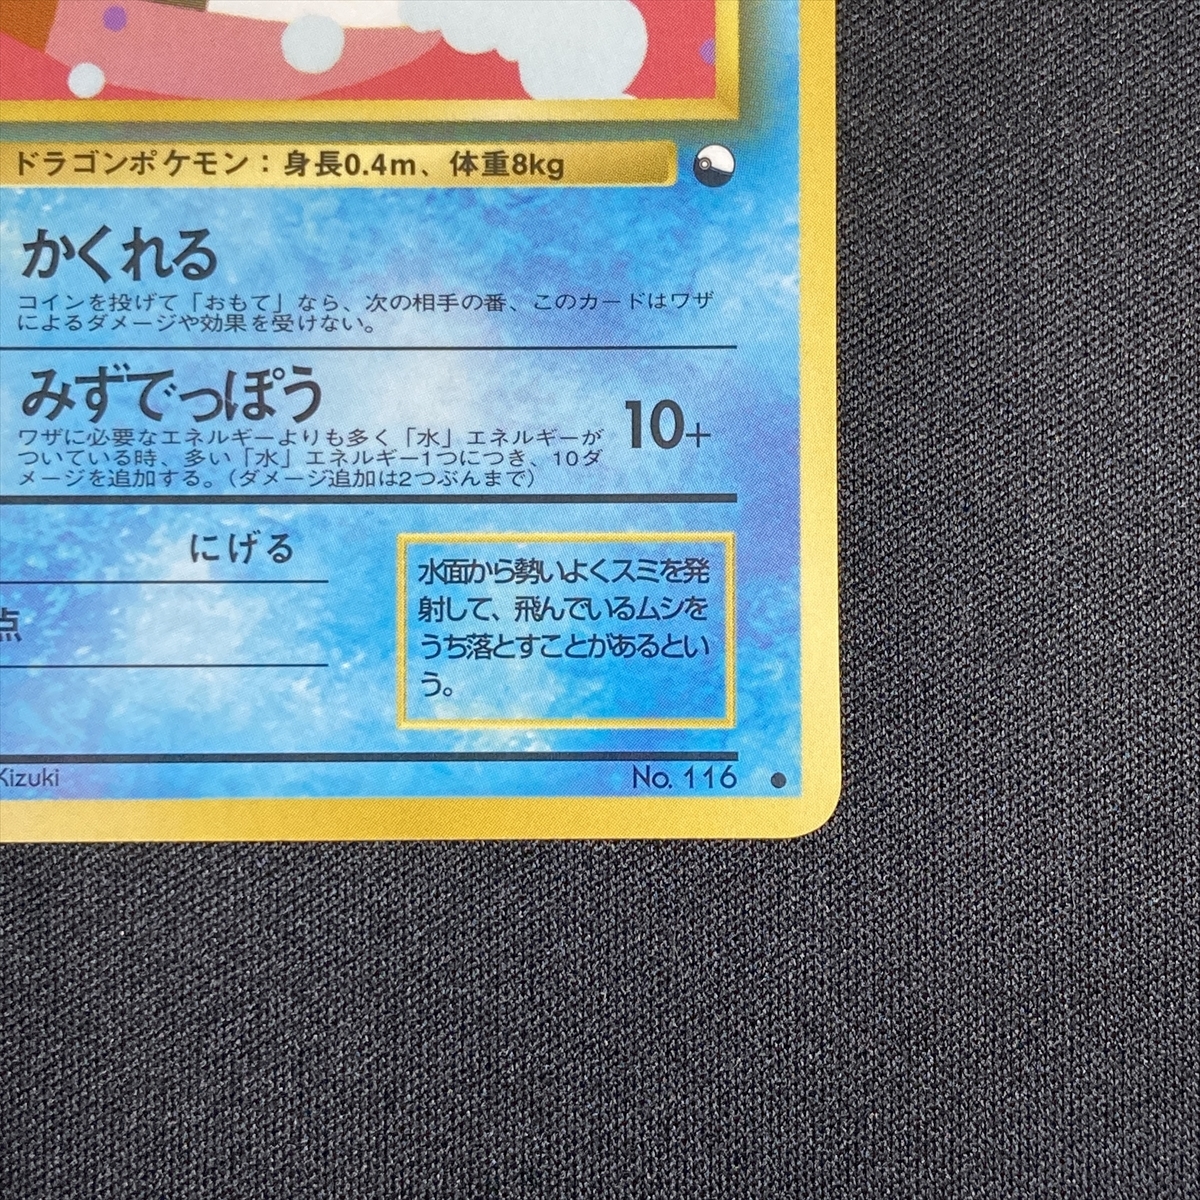 ドラゴンポケモン：身長0.4m、体重8kg
かくれる
コインを投げて「おもて」なら、次の相手の番、このカードはワザ
によるダメージや効果を受けない。
みずでっぽう
10+
ワザに必要なエネルギーよりも多く「水」エネルギーが
ついている時、多い「水」エネルギー1つにつき、10ダ
メージを追加する。（ダメージ追加は2つぶんまで）
にげる
点
水面から勢いよくスミを発
射して、飛んでいるムシを
うち落とすことがあるとい
う。
Kizuki
No. 116 ●